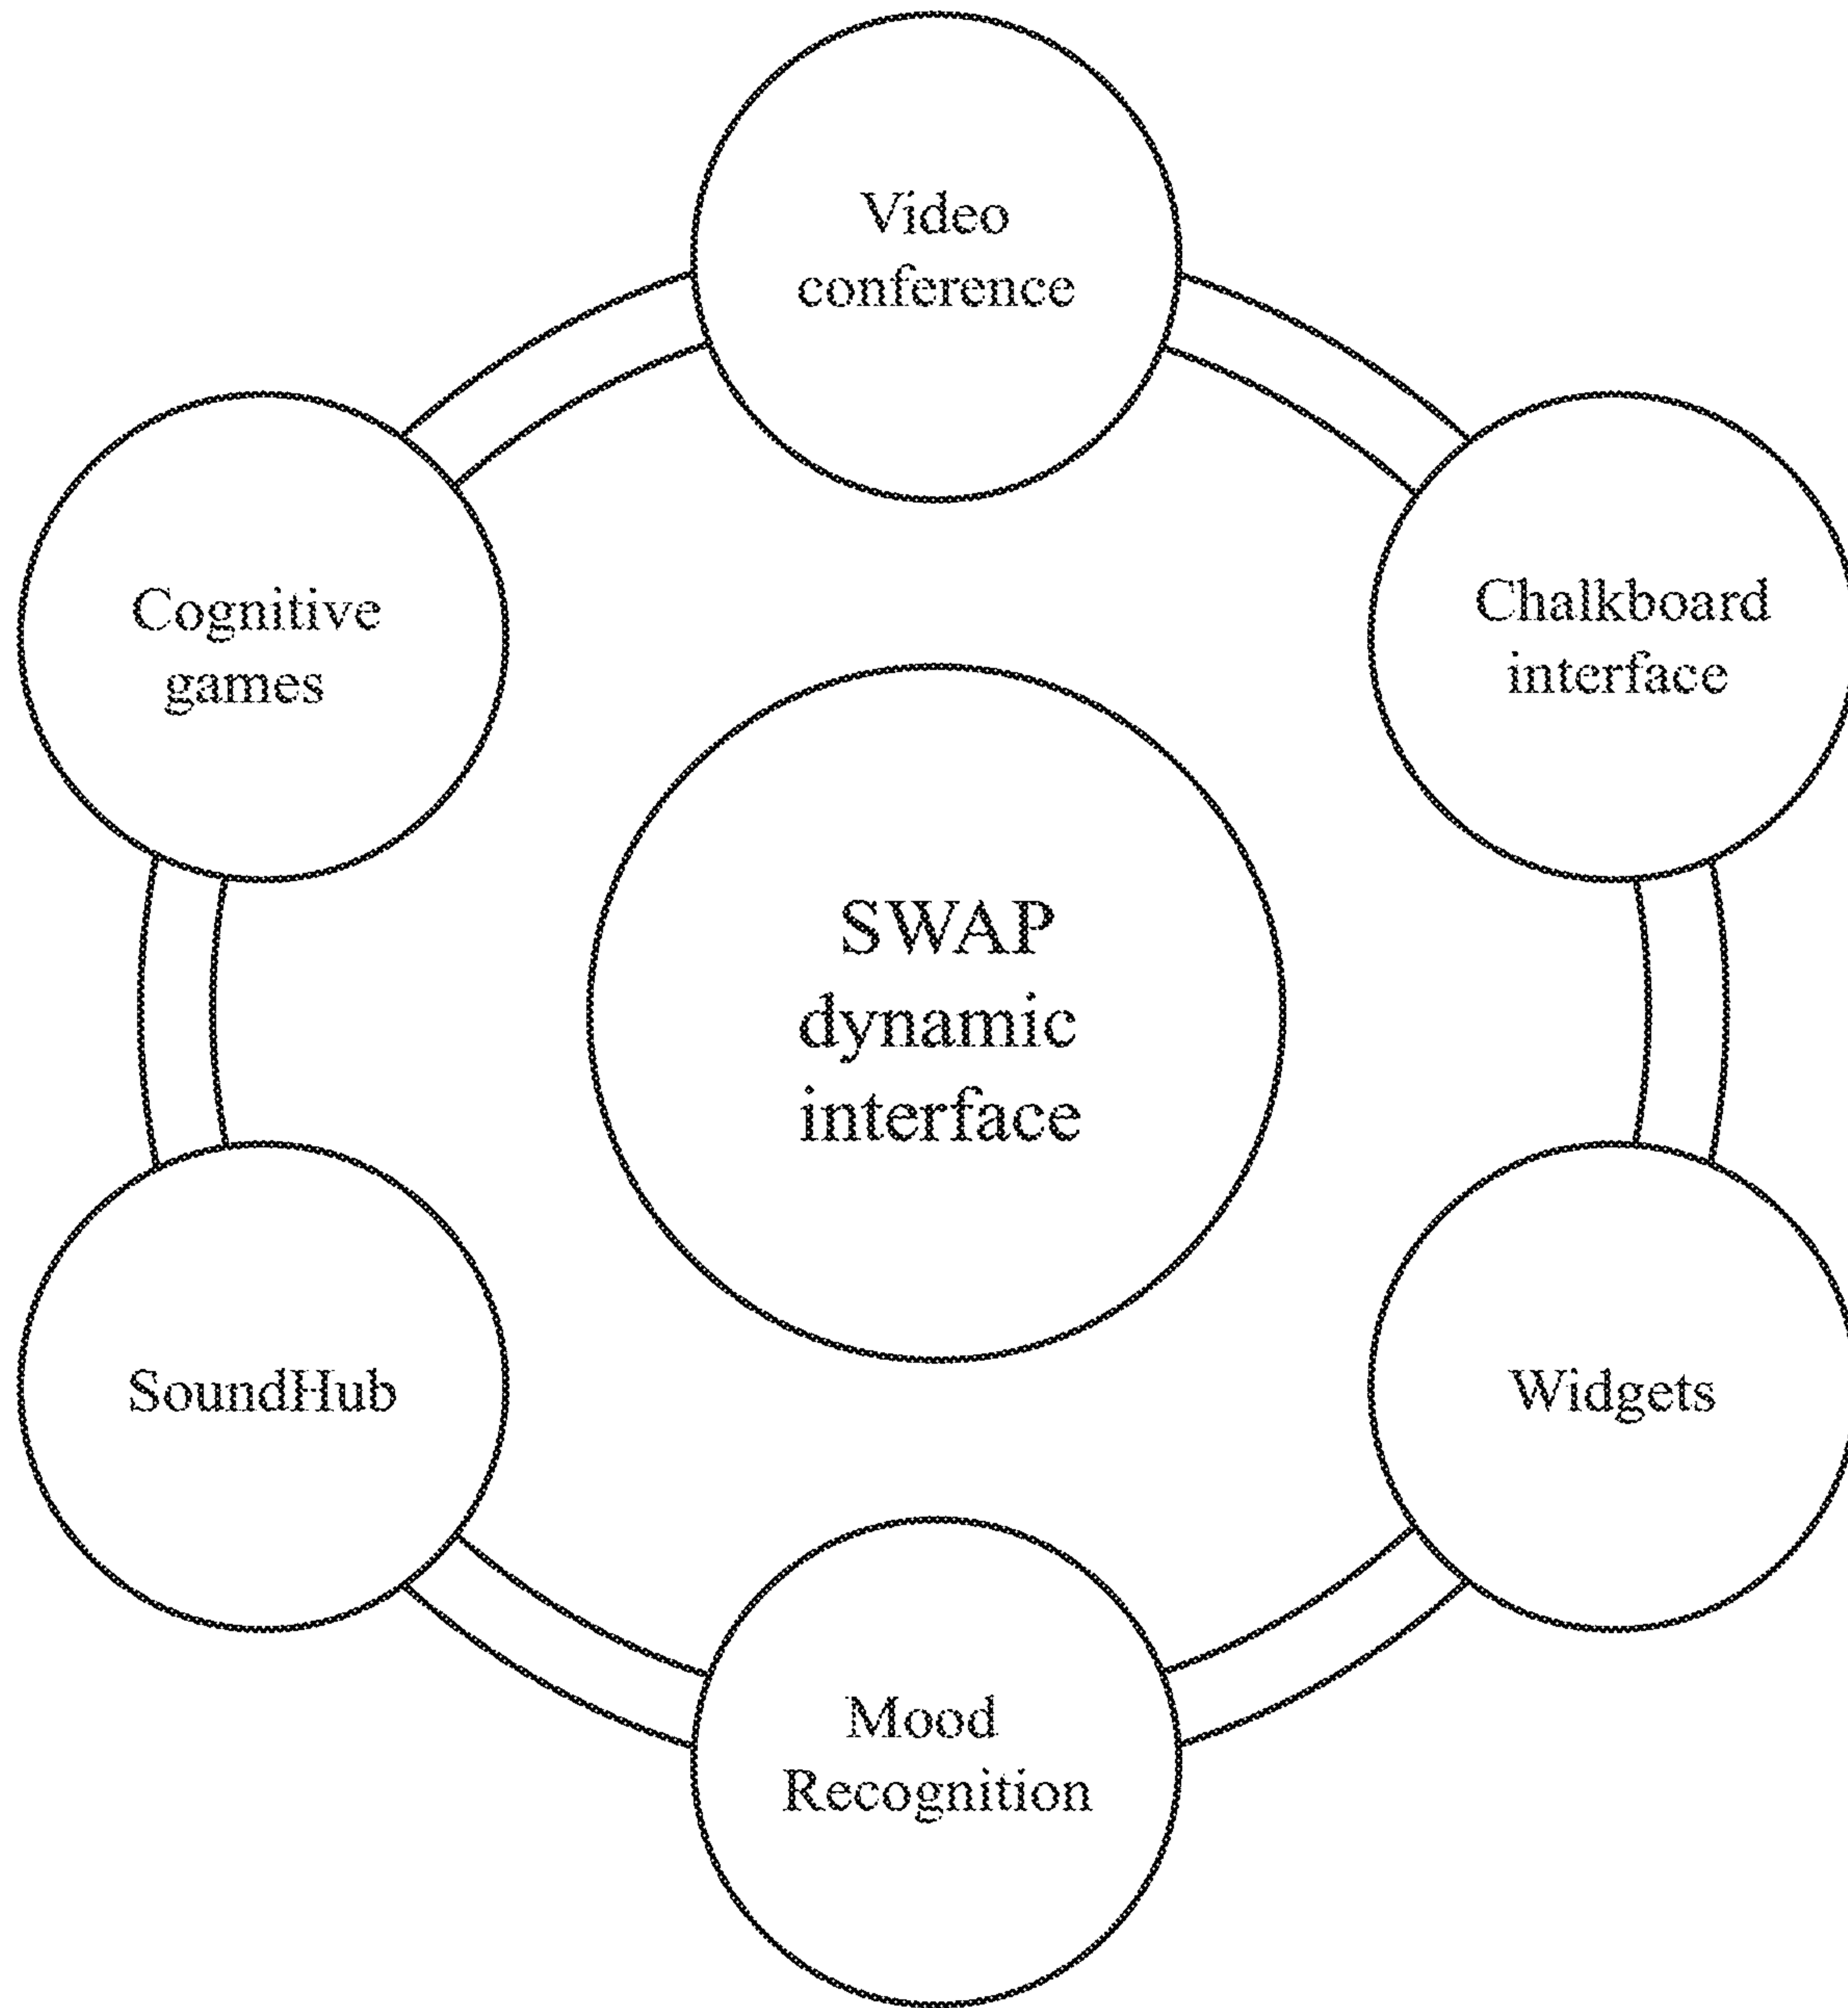 Video
conference
Cognitive
games
Chalkboard
interface
SWAP
dynamic
interface
SoundHub
Widgets
Mood
Recognition